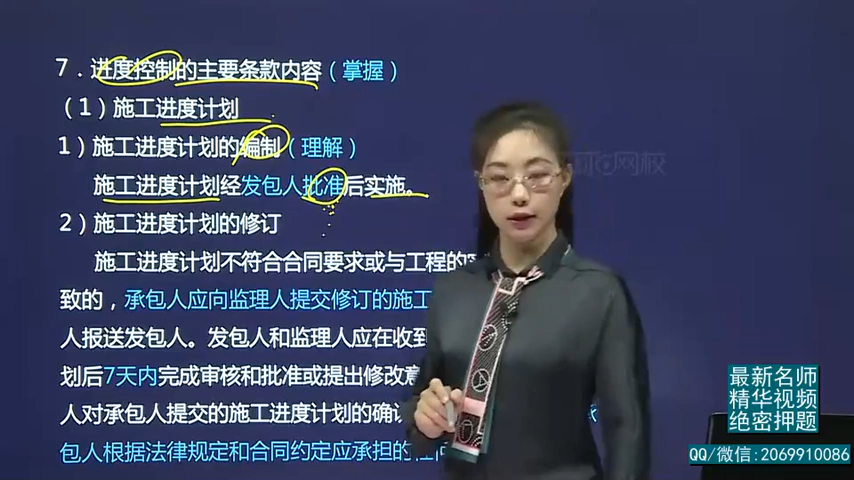 7．进度控制的主要条款内容（掌握）
（1）施工进度计划
1）施工进度计划的编制（理解）
施工进度计划经发包人批准后实施。
2）施工进度计划的修订
施工进度计划不符合合同要求或与工程的
致的，承包人应向监理人提交修订的施工
人报送发包人。发包人和监理人应在收到
划后7天内完成审核和批准或提出修改意
人对承包人提交的施工进度计划的确认
包人根据法律规定和合同约定应承担的任何
网校
最新名师
精华视频
绝密押题
QQ/微信:2069910086